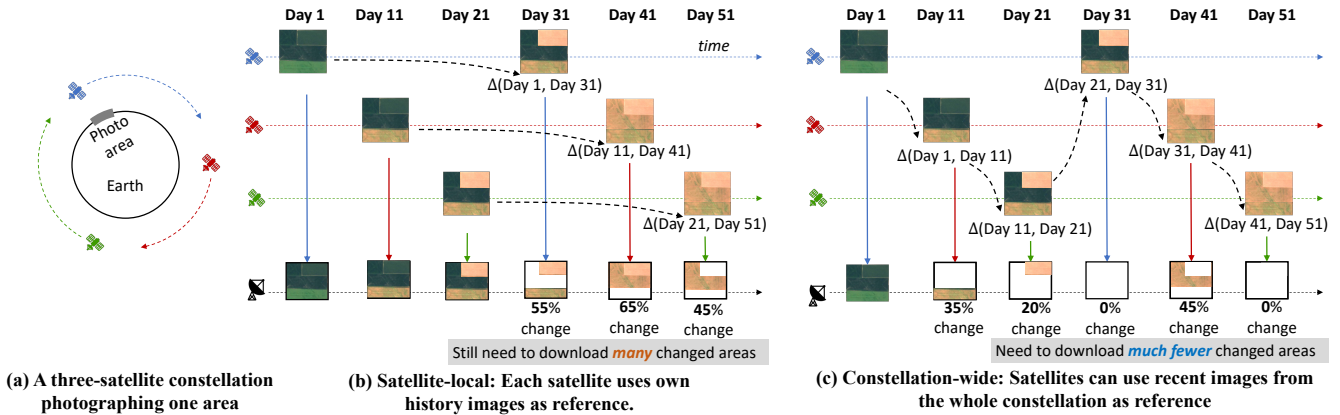 Photo
area
Earth
(a) A three-satellite constellation
photographing one area
Day 1 Day 11 Day 21 Day 31 Day 41 Day 51
time
Δ(Day 1, Day 31)
Δ(Day 11, Day 41)
Δ(Day 21, Day 51)
55% 65% 45%
change change change
Still need to download many changed areas
(b) Satellite-local: Each satellite uses own
history images as reference.
Day 1 Day 11 Day 21 Day 31 Day 41 Day 51
Δ(Day 21, Day 31)
Δ(Day 1, Day 11)
Δ(Day 31, Day 41)
Δ(Day 11, Day 21)
Δ(Day 41, Day 51)
35% 20% 0% 45% 0%
change change change change change
Need to download much fewer changed areas
(c) Constellation-wide: Satellites can use recent images from
the whole constellation as reference